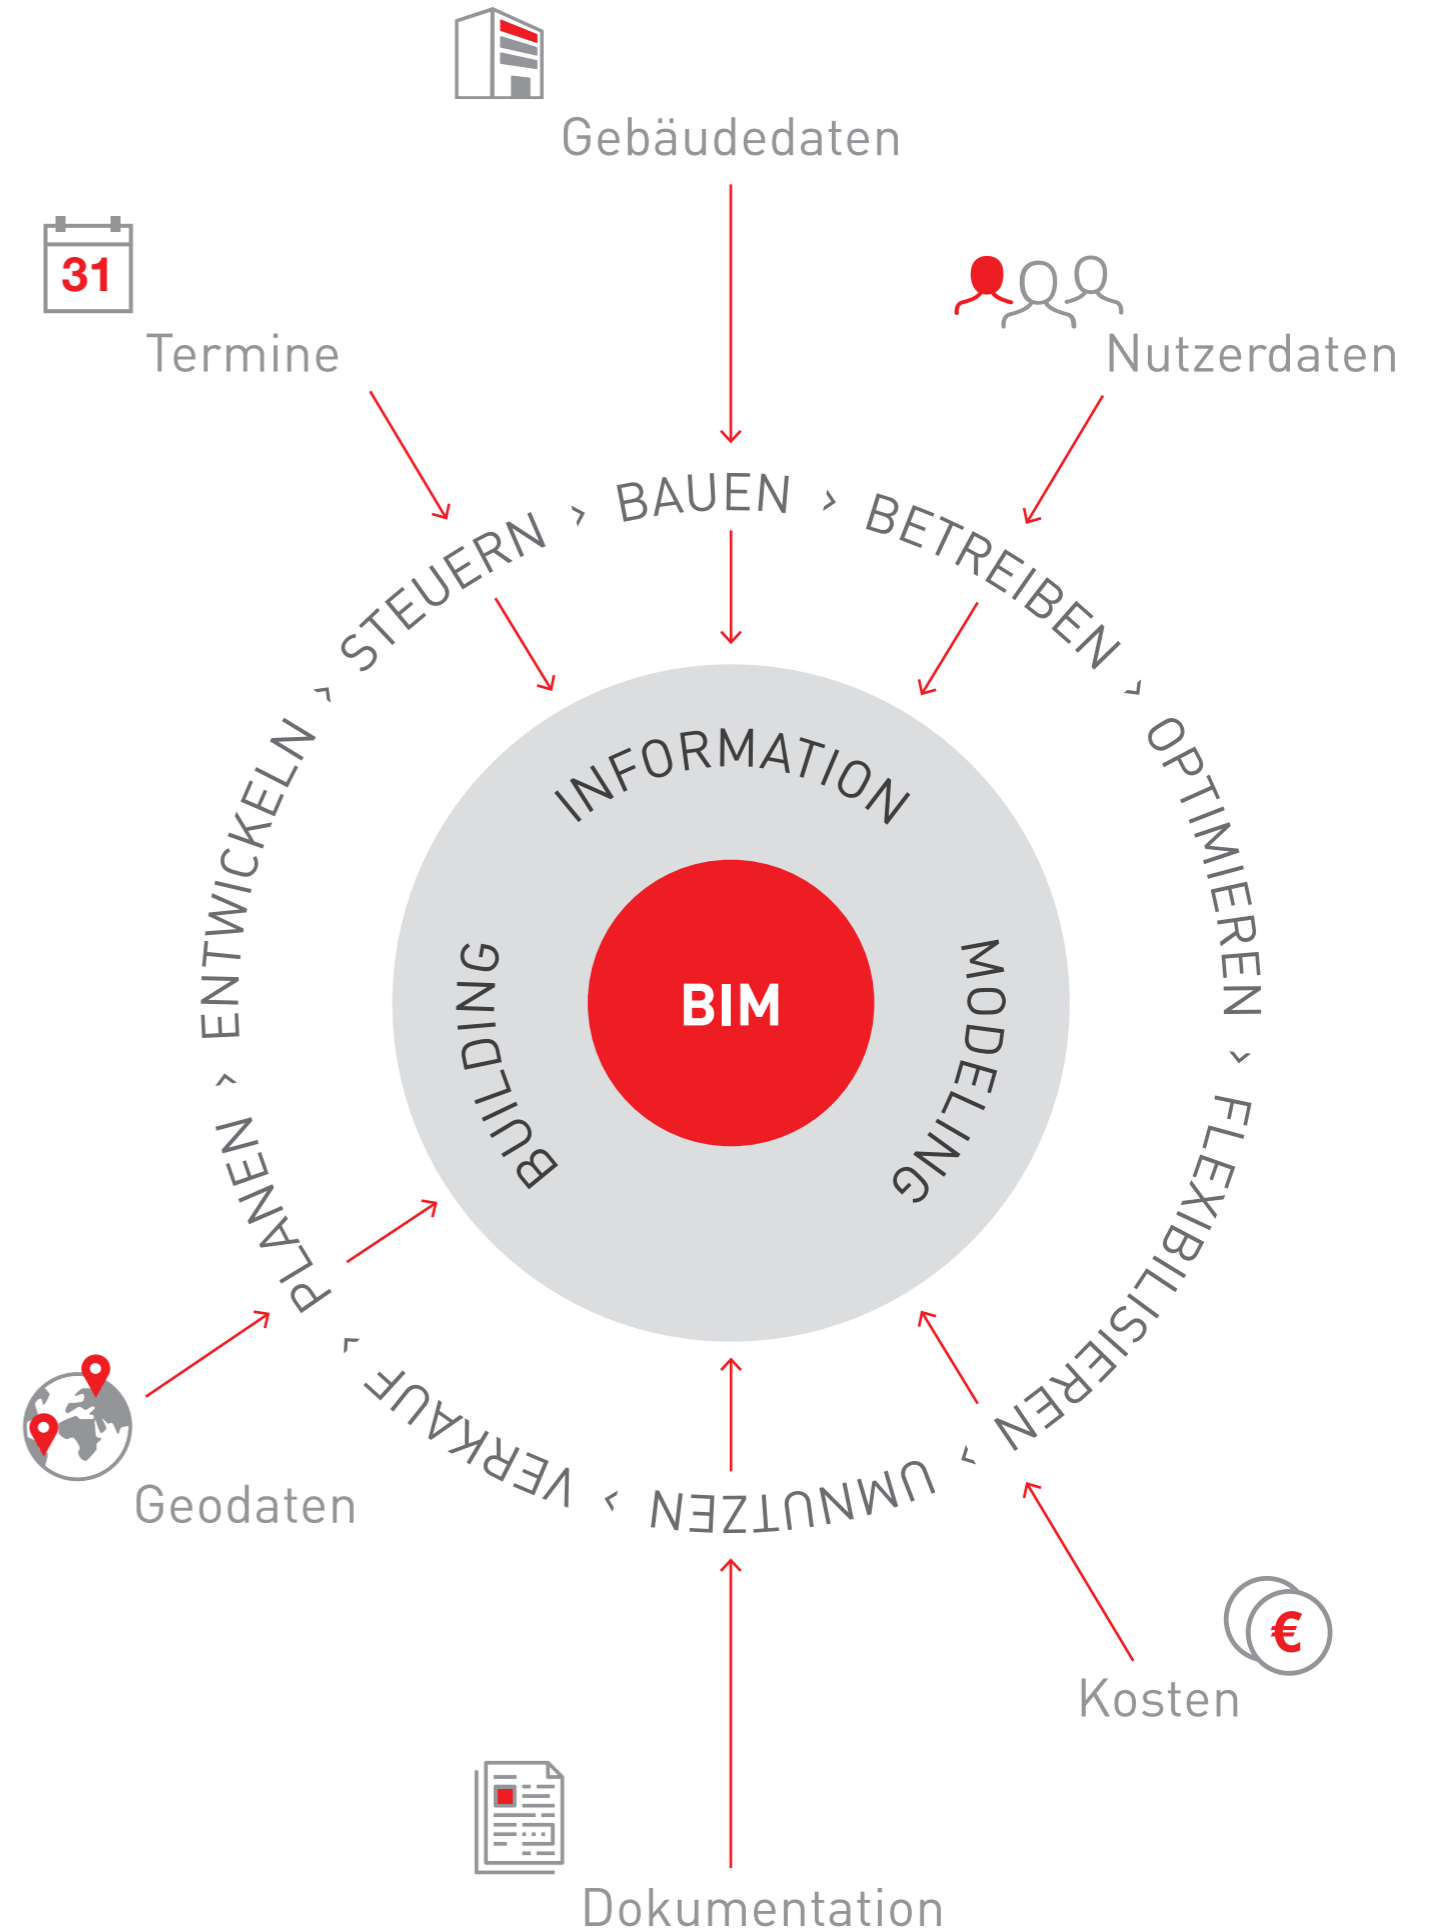 Gebäudedaten
31
Termine
Nutzerdaten
PLANEN > ENTWICKELN > STEUERN > BAUEN > BETREIBEN > OPTIMIEREN > FLEXIBILISIEREN > UMNUTZEN > VERKAUF >
BUILDING INFORMATION MODELING
BIM
Geodaten
€
Kosten
Dokumentation